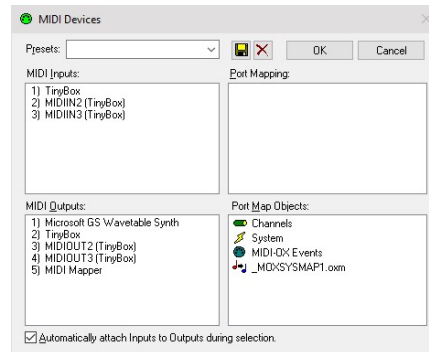 MIDI Devices
Presets:
OK
Cancel
MIDI Inputs:
1) TinyBox
2) MIDIIN2 (TinyBox)
3) MIDIIN3 (TinyBox)
Port Mapping:
MIDI Outputs:
1) Microsoft GS Wavetable Synth
2) TinyBox
3) MIDIOUT2 (TinyBox)
4) MIDIOUT3 (TinyBox)
5) MIDI Mapper
Port Map Objects:
Channels
System
MIDI-OX Events
_MOXSYSMAP1.oxm
Automatically attach Inputs to Outputs during selection.